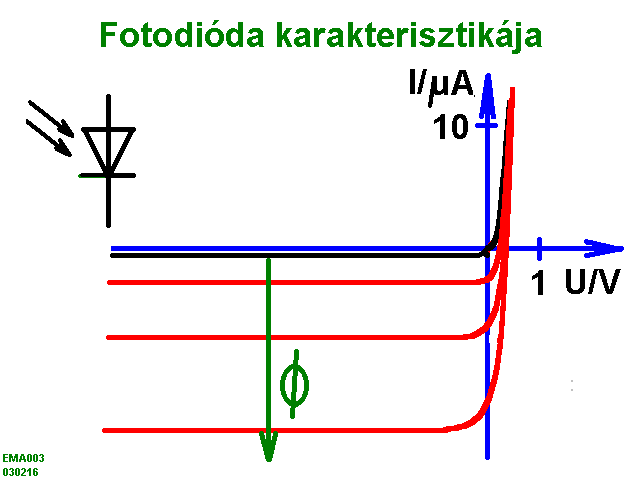 Fotodióda karakterisztikája
I/µA
10
1 U/V
ϕ
EMA003
030216